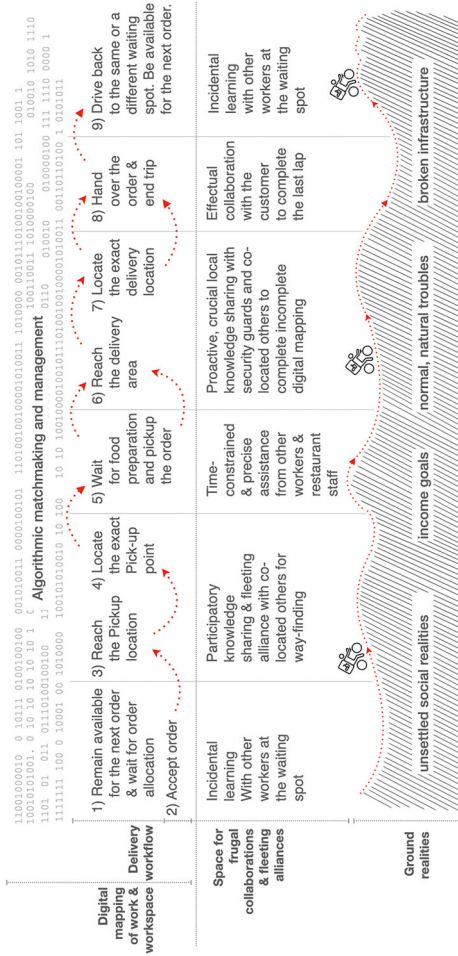 Algorithmic matchmaking and management
Digital
mapping
of work &
workspace
Delivery
workflow
1) Remain available
for the next order
& wait for order
allocation
2) Accept order
3) Reach
the Pickup
location
4) Locate
the exact
Pick-up
point
5) Wait
for food
preparation
and pickup
the order
6) Reach
the delivery
area
7) Locate
the exact
delivery
location
8) Hand
over the
order &
end trip
9) Drive back
to the same or a
different waiting
spot. Be available
for the next order.
Space for
frugal
collaborations
& fleeting
alliances
Incidental
learning
With other
workers at
the waiting
spot
Participatory
knowledge
sharing & fleeting
alliance with co-
located others for
way-finding
Time-
constrained
& precise
assistance
from other
workers &
restaurant
staff
Proactive, crucial local
knowledge sharing with
security guards and co-
located others to
complete incomplete
digital mapping
Effectual
collaboration
with the
customer
to complete
the last lap
Incidental
learning
with other
workers at
the waiting
spot
Ground
realities
unsettled social realities
income goals
normal, natural troubles
broken infrastructure